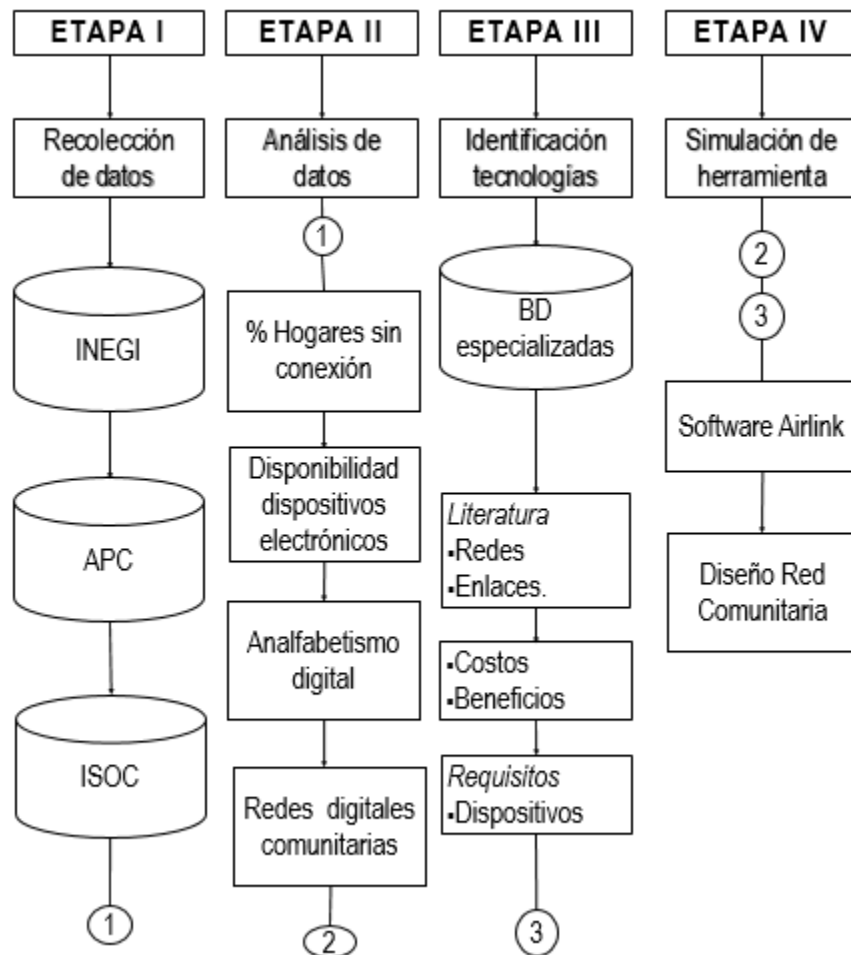 ETAPA I
Recolección
de datos
INEGI
APC
ISOC
1
ETAPA II
Análisis de
datos
1
% Hogares sin
conexión
Disponibilidad
dispositivos
electrónicos
Analfabetismo
digital
Redes digitales
comunitarias
2
ETAPA III
Identificación
tecnologías
BD
especializadas
Literatura
▪Redes
▪Enlaces.
▪Costos
▪Beneficios
Requisitos
▪Dispositivos
3
ETAPA IV
Simulación de
herramienta
2
3
Software Airlink
Diseño Red
Comunitaria